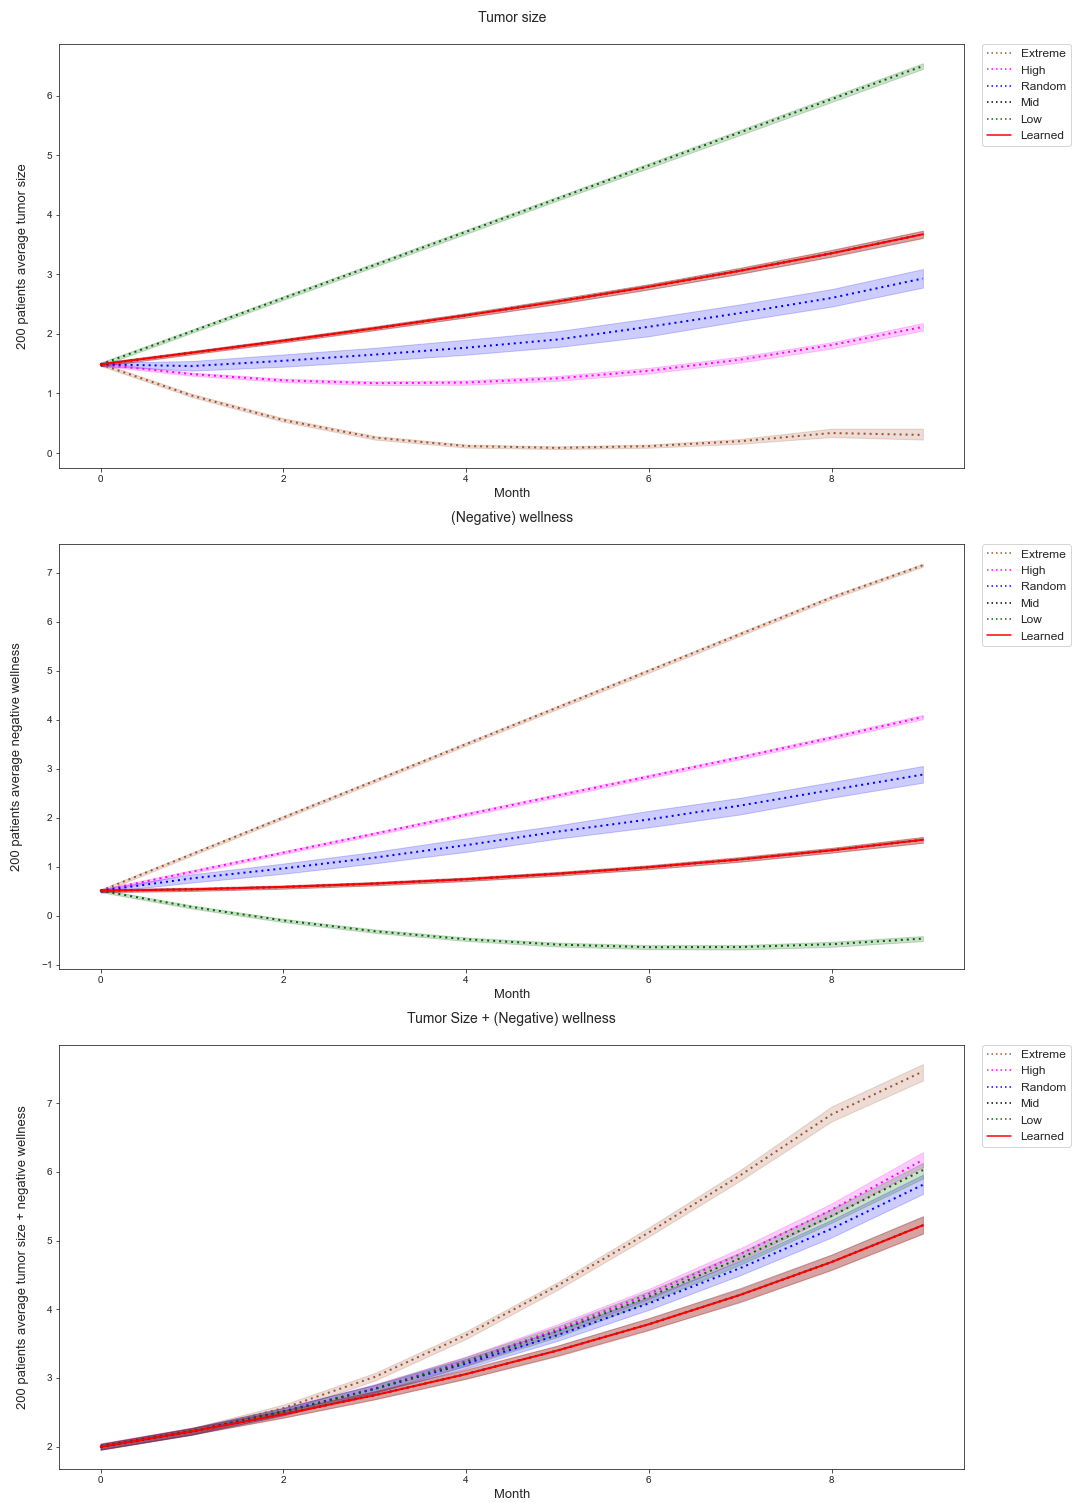 Tumor size
200 patients average tumor size
6
5
4
3
2
1
0
0 2 4 6 8
Month
Extreme
High
Random
Mid
Low
Learned
(Negative) wellness
200 patients average negative wellness
7
6
5
4
3
2
1
0
−1
0 2 4 6 8
Month
Extreme
High
Random
Mid
Low
Learned
Tumor Size + (Negative) wellness
200 patients average tumor size + negative wellness
7
6
5
4
3
2
0 2 4 6 8
Month
Extreme
High
Random
Mid
Low
Learned